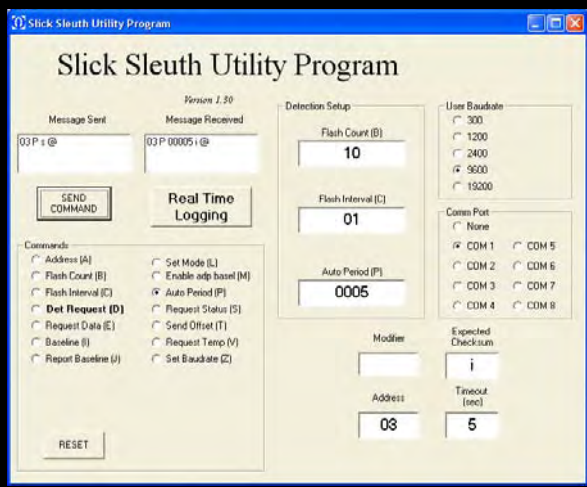 Slick Sleuth Utility Program
Slick Sleuth Utility Program
Version 1.30
Message Sent
Message Received
03 P s @
03 P 00005 i @
SEND COMMAND
Real Time Logging
Commands
Address (A)
Flash Count (B)
Flash Interval (C)
Det Request (D)
Request Data (E)
Baseline (I)
Report Baseline (J)
Set Mode (L)
Enable adp basel (M)
Auto Period (P)
Request Status (S)
Send Offset (T)
Request Temp (V)
Set Baudrate (Z)
RESET
Detection Setup
Flash Count (B)
10
Flash Interval (C)
01
Auto Period (P)
0005
User Baudrate
300
1200
2400
9600
19200
Comm Port
None
COM 1
COM 2
COM 3
COM 4
COM 5
COM 6
COM 7
COM 8
Modifier
Expected Checksum
i
Address
03
Timeout (sec)
5